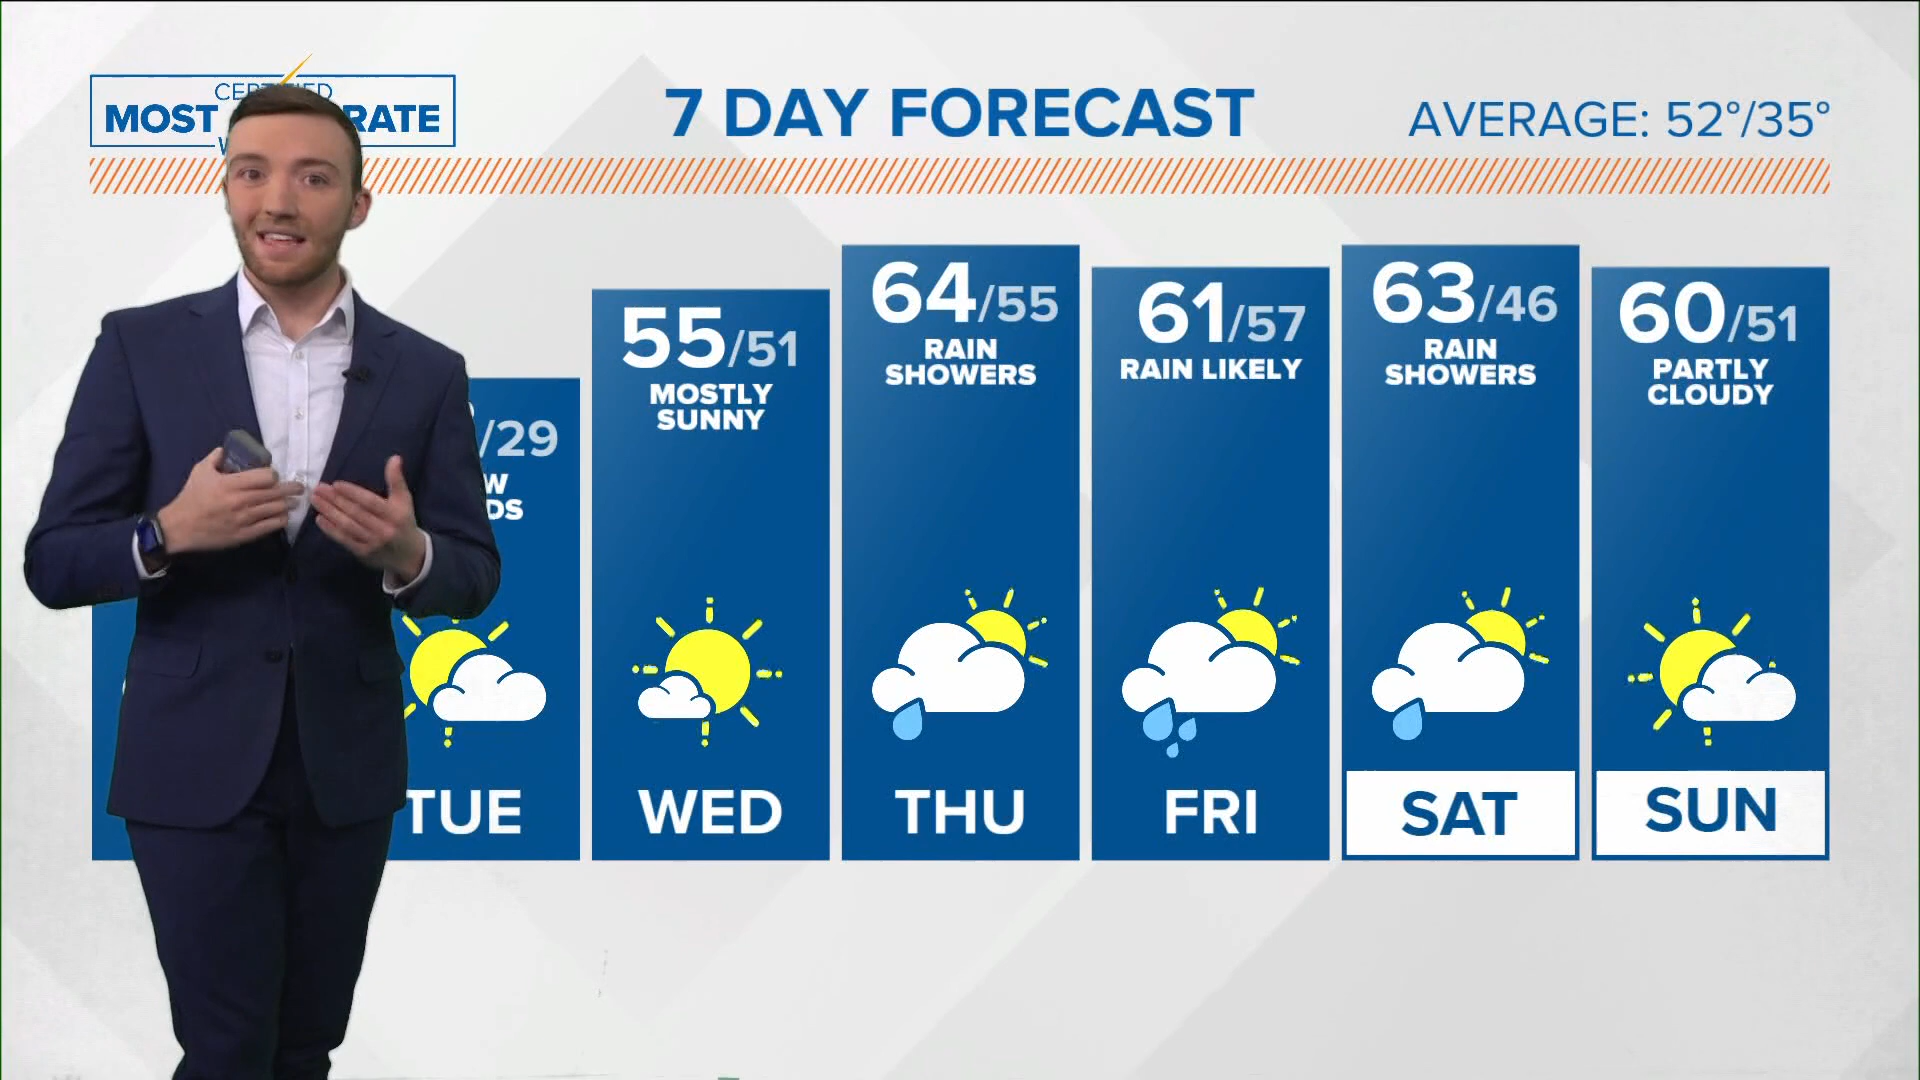 MOST
7 DAY FORECAST
AVERAGE: 52°/35°
/29
55/51
MOSTLY
SUNNY
64/55
RAIN
SHOWERS
61/57
RAIN LIKELY
63/46
RAIN
SHOWERS
60/51
PARTLY
CLOUDY
TUE
WED
THU
FRI
SAT
SUN